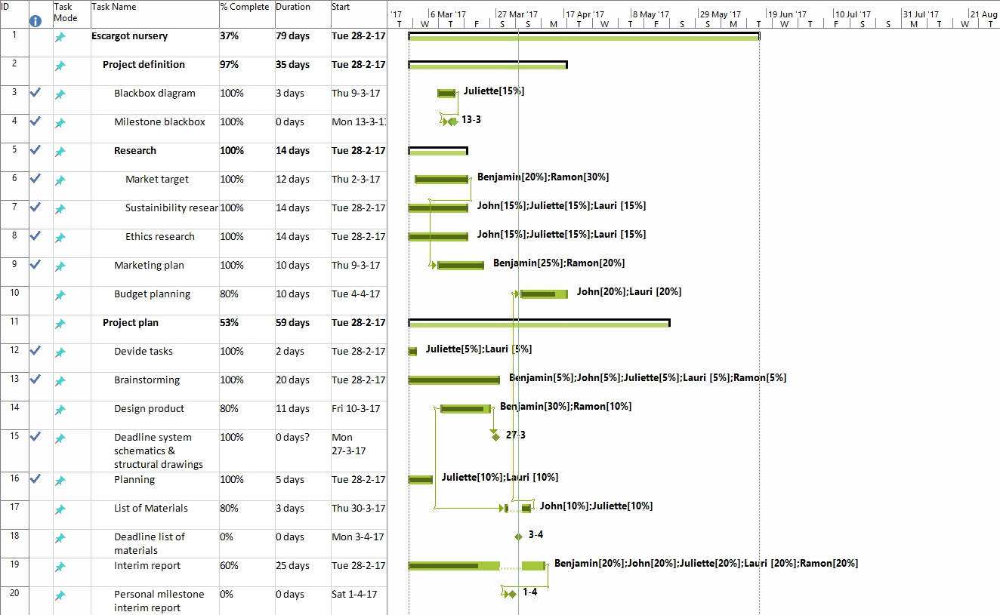 ID Task Mode Task Name % Complete Duration Start
'17 6 Mar '17 27 Mar '17 17 Apr '17 8 May '17 29 May '17 19 Jun '17 10 Jul '17 31 Jul '17 21 Aug
T W T F S S M T W T F S S M T W T F S S M T W T
1 Escargot nursery 37% 79 days Tue 28-2-17
2 Project definition 97% 35 days Tue 28-2-17
3 Blackbox diagram 100% 3 days Thu 9-3-17 Juliette[15%]
4 Milestone blackbox 100% 0 days Mon 13-3-17 13-3
5 Research 100% 14 days Tue 28-2-17
6 Market target 100% 12 days Thu 2-3-17 Benjamin[20%];Ramon[30%]
7 Sustainibility resear 100% 14 days Tue 28-2-17 John[15%];Juliette[15%];Lauri [15%]
8 Ethics research 100% 14 days Tue 28-2-17 John[15%];Juliette[15%];Lauri [15%]
9 Marketing plan 100% 10 days Thu 9-3-17 Benjamin[25%];Ramon[20%]
10 Budget planning 80% 10 days Tue 4-4-17 John[20%];Lauri [20%]
11 Project plan 53% 59 days Tue 28-2-17
12 Devide tasks 100% 2 days Tue 28-2-17 Juliette[5%];Lauri [5%]
13 Brainstorming 100% 20 days Tue 28-2-17 Benjamin[5%];John[5%];Juliette[5%];Lauri [5%];Ramon[5%]
14 Design product 80% 11 days Fri 10-3-17 Benjamin[30%];Ramon[10%]
15 Deadline system 100% 0 days? Mon 27-3
schematics & 27-3-17
structural drawings
16 Planning 100% 5 days Tue 28-2-17 Juliette[10%];Lauri [10%]
17 List of Materials 80% 3 days Thu 30-3-17 John[10%];Juliette[10%]
18 Deadline list of 0% 0 days Mon 3-4-17 3-4
materials
19 Interim report 60% 25 days Tue 28-2-17 Benjamin[20%];John[20%];Juliette[20%];Lauri [20%];Ramon[20%]
20 Personal milestone 0% 0 days Sat 1-4-17 1-4
interim report